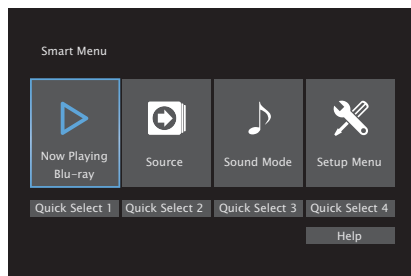 Smart Menu
Now Playing
Blu-ray
Source
Sound Mode
Setup Menu
Quick Select 1
Quick Select 2
Quick Select 3
Quick Select 4
Help